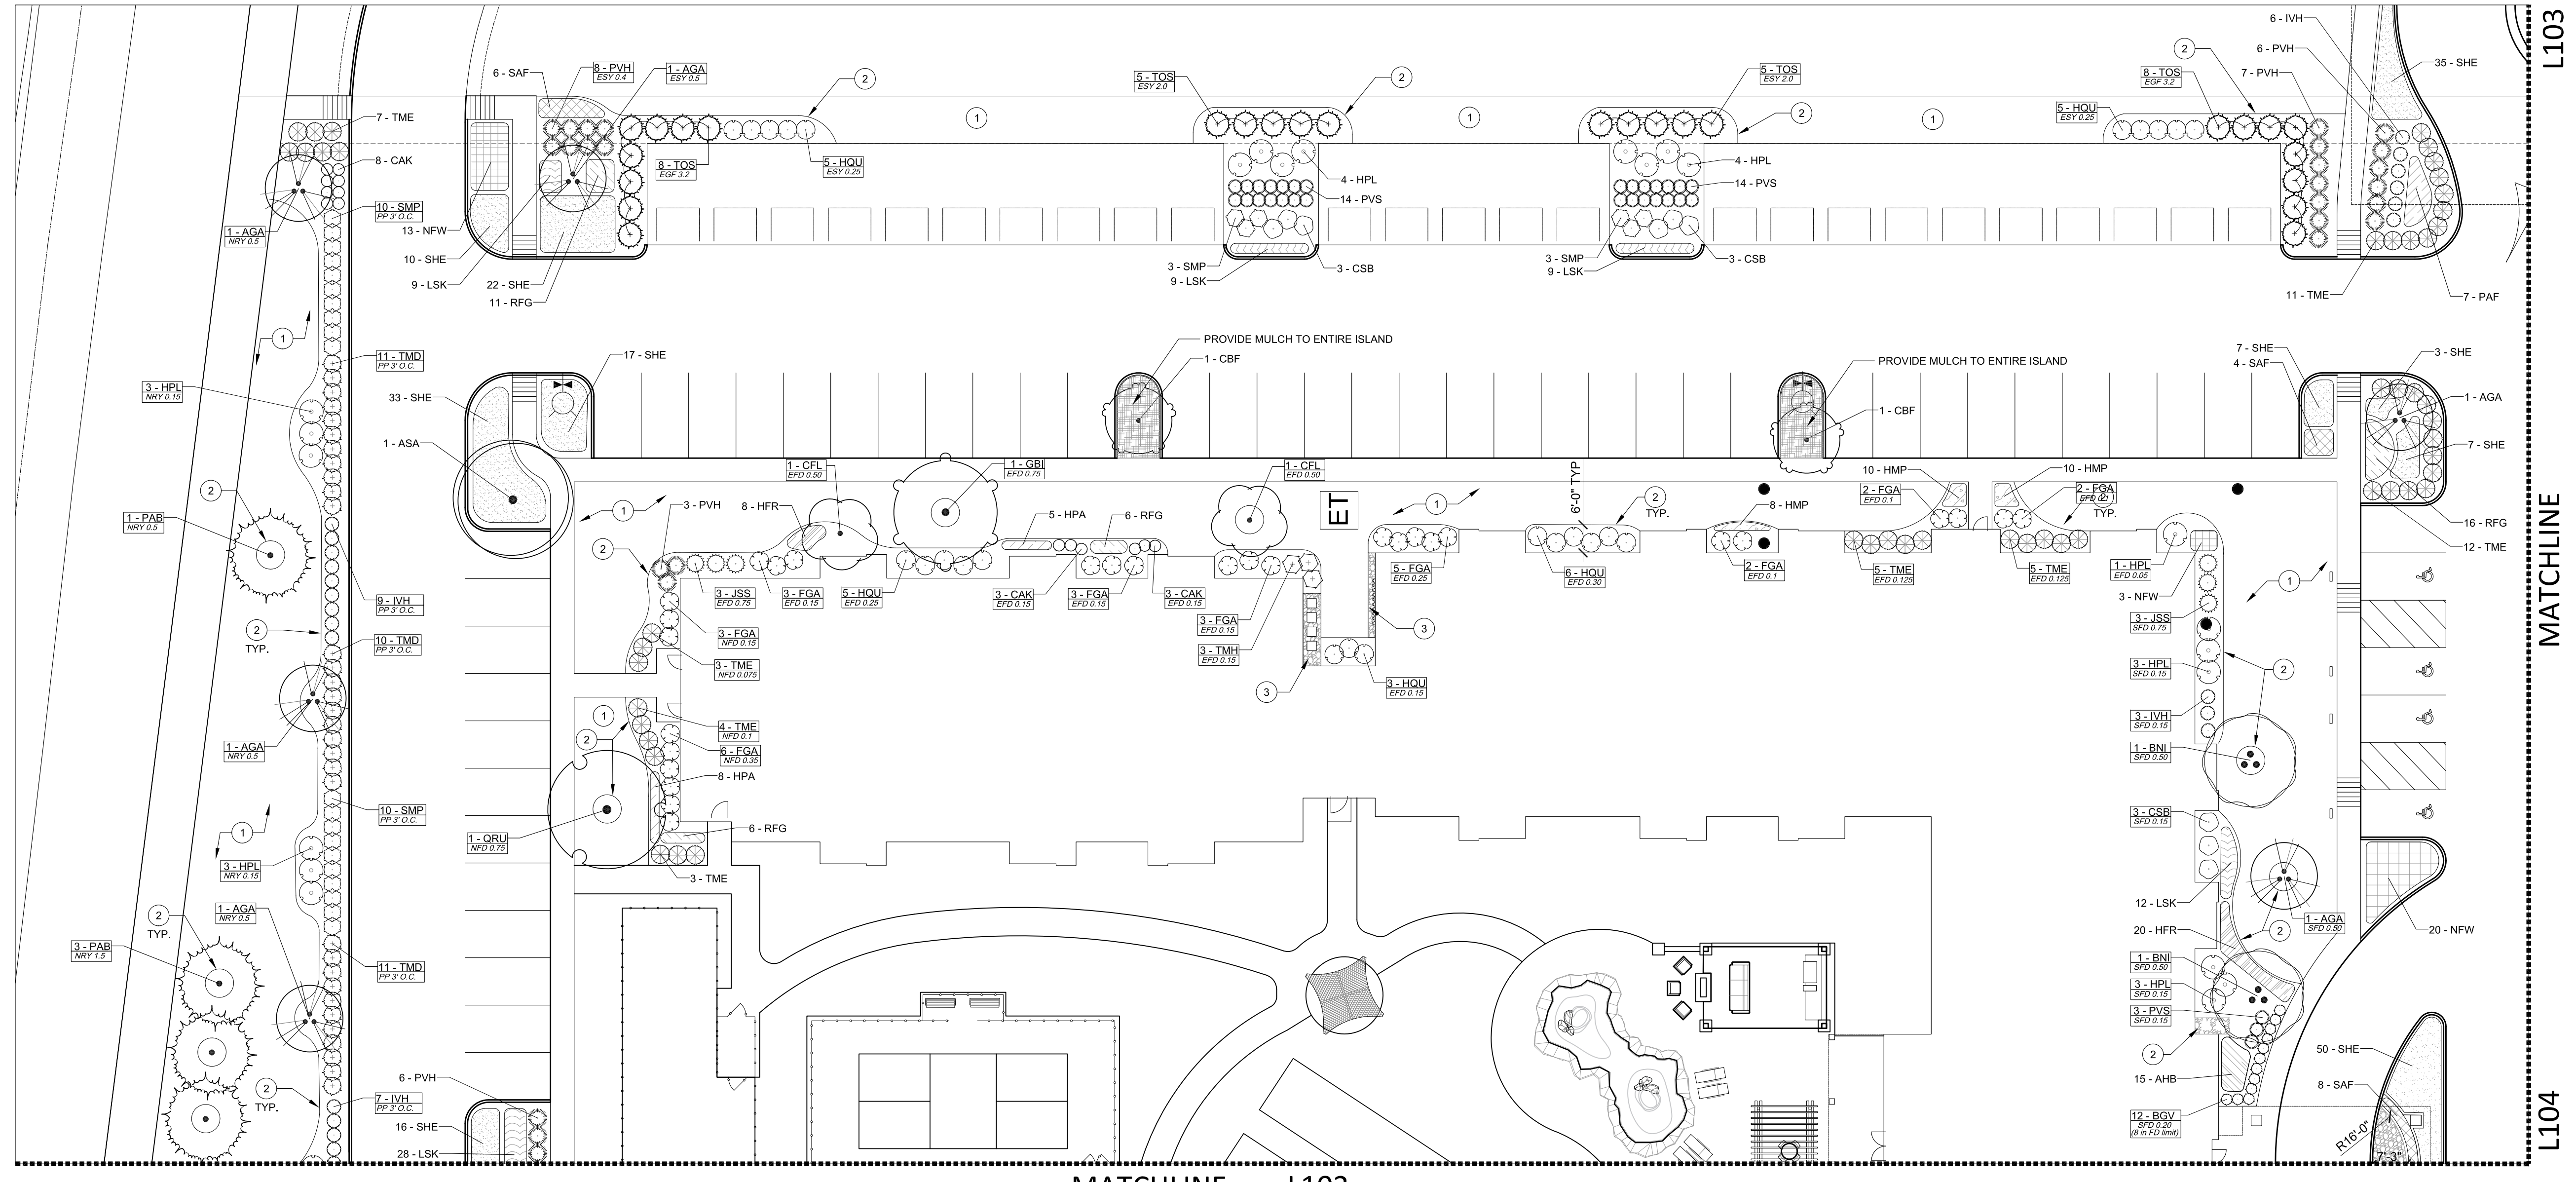 6 - IVH
6 - PVH
7 - PVH
2
35 - SHE
L103
6 - SAF
8 - PVH
ESY 0.4
1 - AGA
ESY 0.5
2
5 - TOS
ESY 2.0
2
5 - TOS
ESY 2.0
2
8 - TOS
EGF 3.2
5 - HQU
ESY 0.25
7 - TME
8 - CAK
10 - SMP
PP 3' O.C.
1 - AGA
NRY 0.5
13 - NFW
10 - SHE
9 - LSK
22 - SHE
11 - RFG
8 - TOS
EGF 3.2
5 - HQU
ESY 0.25
1
1
1
4 - HPL
14 - PVS
3 - SMP
9 - LSK
3 - CSB
4 - HPL
14 - PVS
3 - SMP
9 - LSK
3 - CSB
11 - TME
7 - PAF
1
11 - TMD
PP 3' O.C.
3 - HPL
NRY 0.15
17 - SHE
33 - SHE
1 - ASA
PROVIDE MULCH TO ENTIRE ISLAND
1 - CBF
PROVIDE MULCH TO ENTIRE ISLAND
1 - CBF
7 - SHE
4 - SAF
3 - SHE
1 - AGA
7 - SHE
16 - RFG
12 - TME
MATCHLINE
2
1 - PAB
NRY 0.5
9 - IVH
PP 3' O.C.
2
TYP.
10 - TMD
PP 3' O.C.
1
2
3 - PVH
8 - HFR
1 - CFL
EFD 0.50
1 - GBI
EFD 0.75
5 - HPA
6 - RFG
1 - CFL
EFD 0.50
ET
1
6'-0" TYP
2
TYP.
8 - HMP
10 - HMP
2 - FGA
EFD 0.1
10 - HMP
2 - FGA
EFD 0.1
2
TYP.
3 - JSS
EFD 0.75
3 - FGA
EFD 0.15
5 - HQU
EFD 0.25
3 - CAK
EFD 0.15
3 - FGA
EFD 0.15
3 - CAK
EFD 0.15
3 - FGA
EFD 0.15
3 - TMH
EFD 0.15
5 - FGA
EFD 0.25
3
3
3 - HQU
EFD 0.15
6 - HQU
EFD 0.30
2 - FGA
EFD 0.1
5 - TME
EFD 0.125
5 - TME
EFD 0.125
1 - HPL
EFD 0.05
3 - NFW
3 - JSS
SFD 0.75
1
3 - HPL
SFD 0.15
2
3 - IVH
SFD 0.15
1 - BNI
SFD 0.50
3 - CSB
SFD 0.15
12 - LSK
20 - HFR
1 - AGA
SFD 0.50
2
1 - BNI
SFD 0.50
3 - HPL
SFD 0.15
3 - PVS
SFD 0.15
2
15 - AHB
12 - BGV
SFD 0.20
(8 in FD limit)
20 - NFW
50 - SHE
8 - SAF
R16'-0"
7'-3"
L104
3 - FGA
NFD 0.15
3 - TME
NFD 0.075
1
2
4 - TME
NFD 0.1
6 - FGA
NFD 0.35
8 - HPA
6 - RFG
1 - QRU
NFD 0.75
3 - TME
1 - AGA
NRY 0.5
1
10 - SMP
PP 3' O.C.
3 - HPL
NRY 0.15
2
TYP.
1 - AGA
NRY 0.5
3 - PAB
NRY 1.5
11 - TMD
PP 3' O.C.
2
TYP.
7 - IVH
PP 3' O.C.
6 - PVH
16 - SHE
28 - LSK